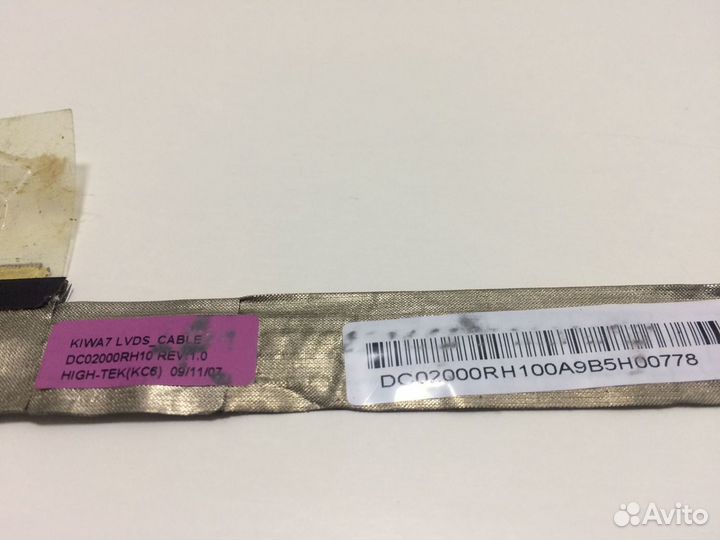 KIWA7 LVDS_CABLE
DC02000RH10 REV:1.0
HIGH-TEK(KC6) 09/11/07
DC02000RH100A9B5H00778
Avito